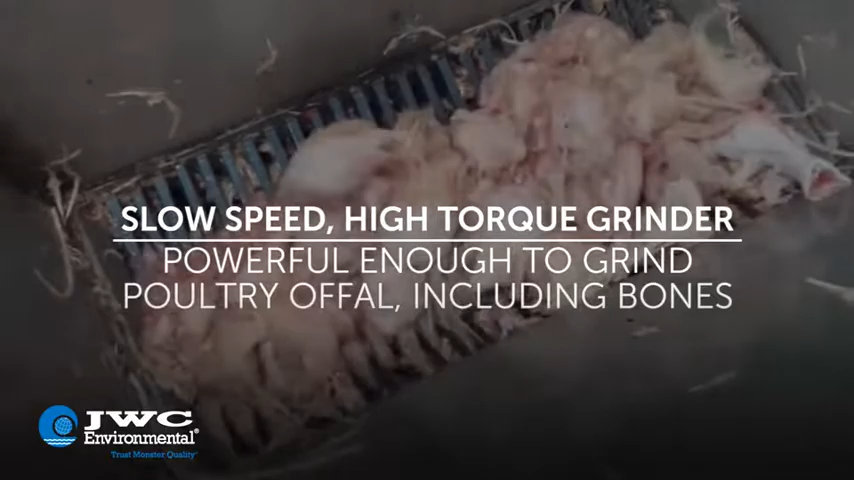 SLOW SPEED, HIGH TORQUE GRINDER
POWERFUL ENOUGH TO GRIND
POULTRY OFFAL, INCLUDING BONES
JWC
Environmental®
Trust Monster Quality®